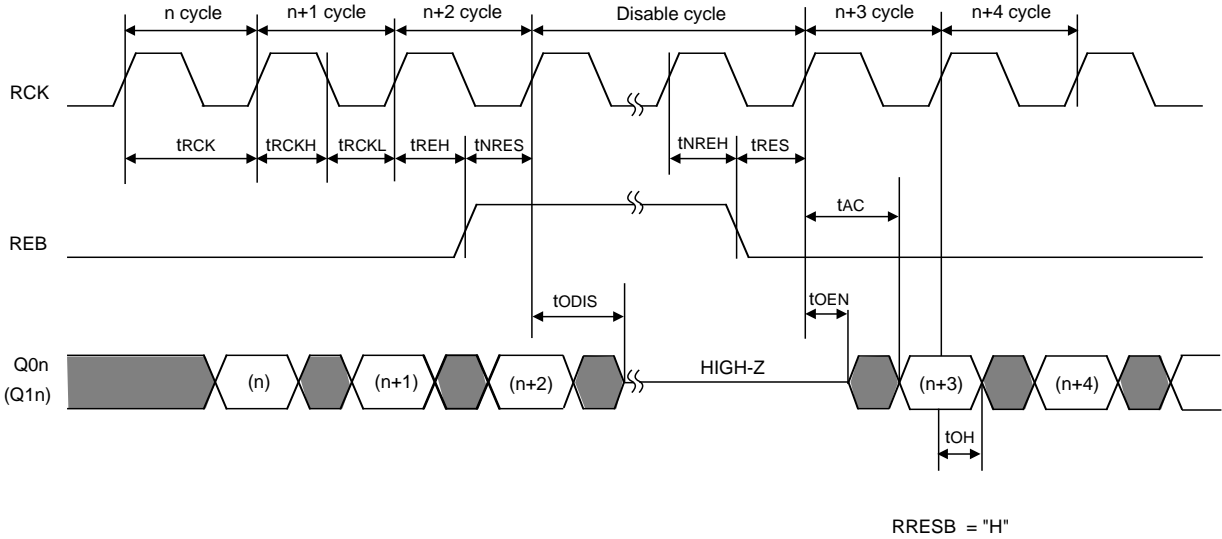 n cycle n+1 cycle n+2 cycle Disable cycle n+3 cycle n+4 cycle
RCK
tRCK tRCKH tRCKL tREH tNRES tNREH tRES
tAC
REB
tODIS tOEN
Q0n
(Q1n)
(n) (n+1) (n+2) HIGH-Z (n+3) (n+4)
tOH
RRESB = "H"